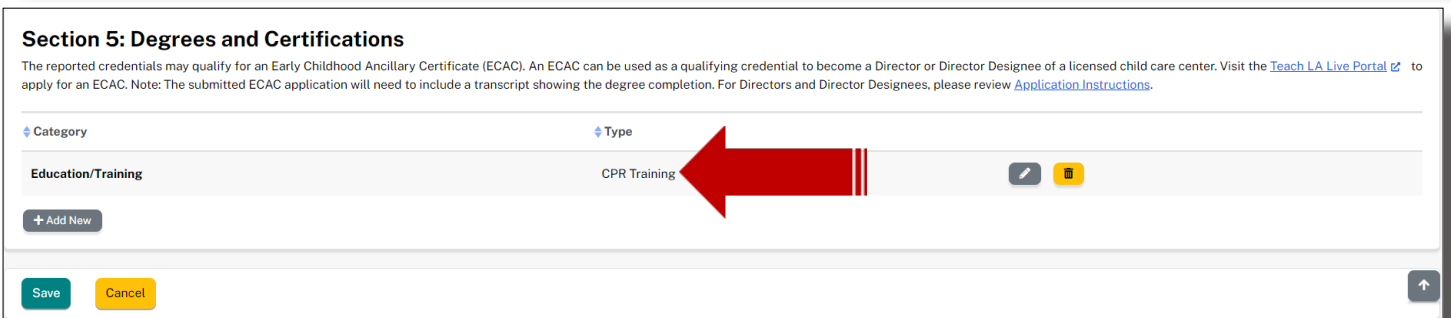 Section 5: Degrees and Certifications
The reported credentials may qualify for an Early Childhood Ancillary Certificate (ECAC). An ECAC can be used as a qualifying credential to become a Director or Director Designee of a licensed child care center. Visit the Teach LA Live Portal to
apply for an ECAC. Note: The submitted ECAC application will need to include a transcript showing the degree completion. For Directors and Director Designees, please review Application Instructions.
Category Type
Education/Training CPR Training
+ Add New
Save Cancel